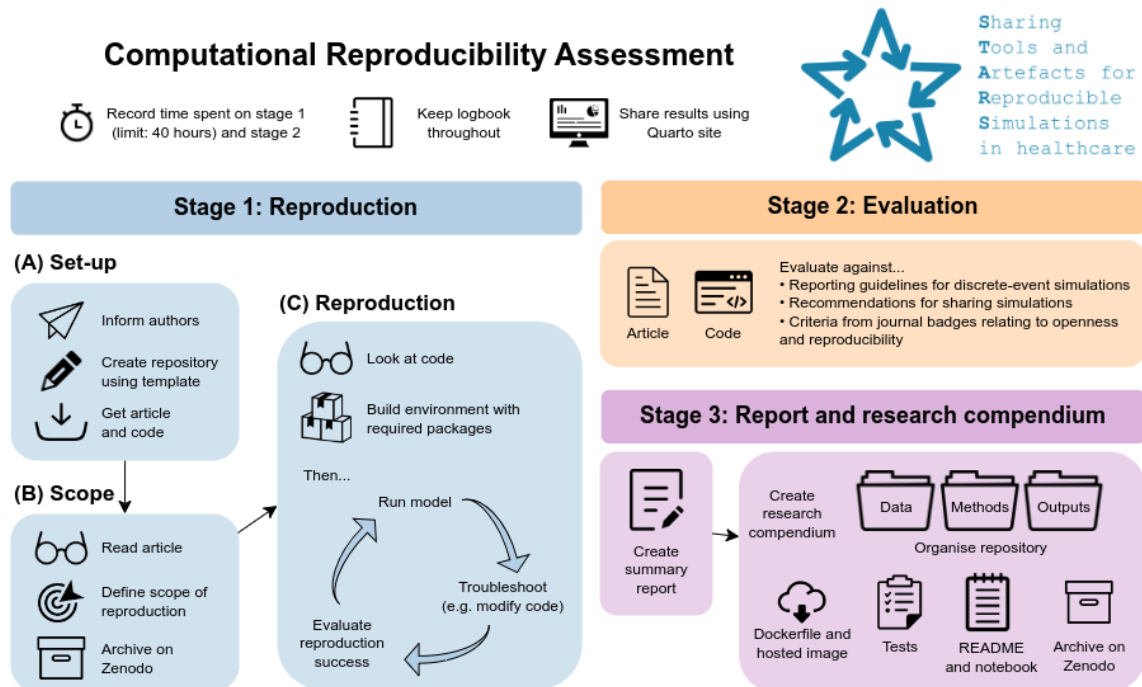 Computational Reproducibility Assessment
Record time spent on stage 1
(limit: 40 hours) and stage 2
Keep logbook
throughout
Share results using
Quarto site
Sharing
Tools and
Artefacts for
Reproducible
Simulations
in healthcare
Stage 1: Reproduction
(A) Set-up
Inform authors
Create repository
using template
Get article
and code
(B) Scope
Read article
Define scope of
reproduction
Archive on
Zenodo
(C) Reproduction
Look at code
Build environment with
required packages
Then...
Run model
Troubleshoot
(e.g. modify code)
Evaluate
reproduction
success
Stage 2: Evaluation
Article
Code
Evaluate against...
• Reporting guidelines for discrete-event simulations
• Recommendations for sharing simulations
• Criteria from journal badges relating to openness
and reproducibility
Stage 3: Report and research compendium
Create
summary
report
Create
research
compendium
Data
Methods
Outputs
Organise repository
Dockerfile and
hosted image
Tests
README
and notebook
Archive on
Zenodo